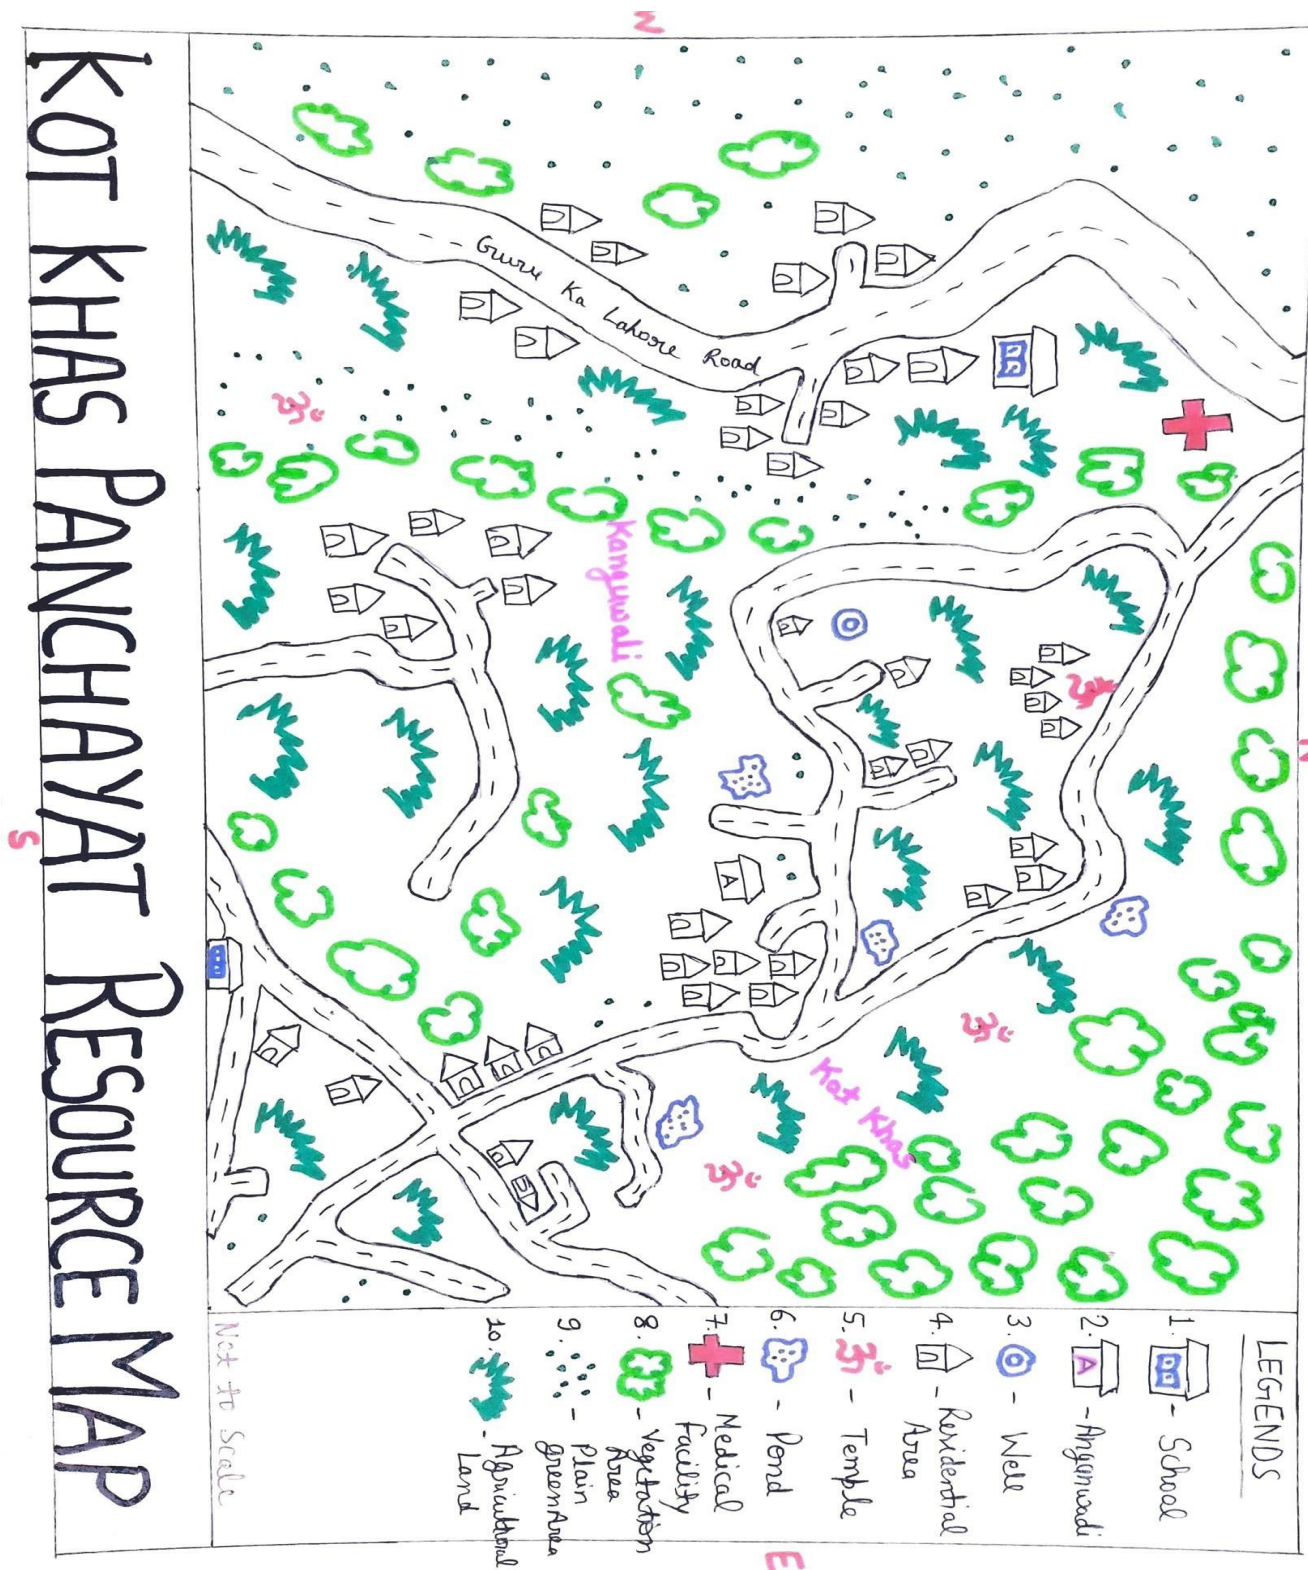 KOT KHAS PANCHAYAT RESOURCE MAP
W
N
S
E
Guru Ka Lahore Road
Kangunwali
Kot Khas
A
LEGENDS
1. - School
2. A - Anganwadi
3. - Well
4. - Residential
Area
5. ॐ - Temple
6. - Pond
7. - Medical
Facility
8. - Vegetation
Area
9. - Plain
green Area
10. - Agricultural
Land
Not to Scale